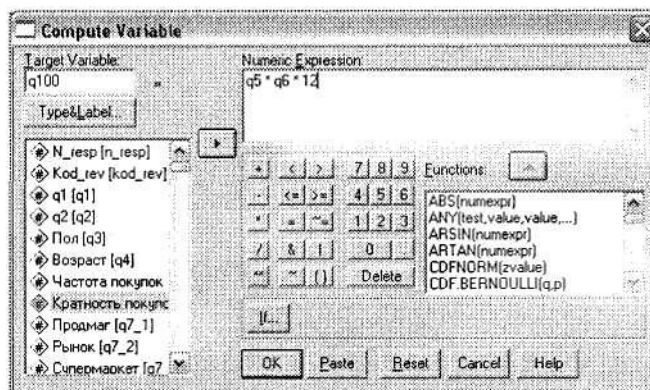 Compute Variable
Target Variable:
q100
=
Type&Label...
Numeric Expression:
q5 * q6 * 12
N_resp [n_resp]
Kod_rev [kod_rev]
q1 [q1]
q2 [q2]
Пол [q3]
Возраст [q4]
Частота покупок
Кратность покупс
Продмаг [q7_1]
Рынок [q7_2]
Супермаркет [q7
+ < > 7 8 9
- <= >= 4 5 6
* = ~= 1 2 3
/ & | 0 .
** ~ () Delete
Functions:
ABS(numexpr)
ANY(test,value,value,...)
ARSIN(numexpr)
ARTAN(numexpr)
CDFNORM(zvalue)
CDF.BERNOULLI(q,p)
If...
OK
Paste
Reset
Cancel
Help